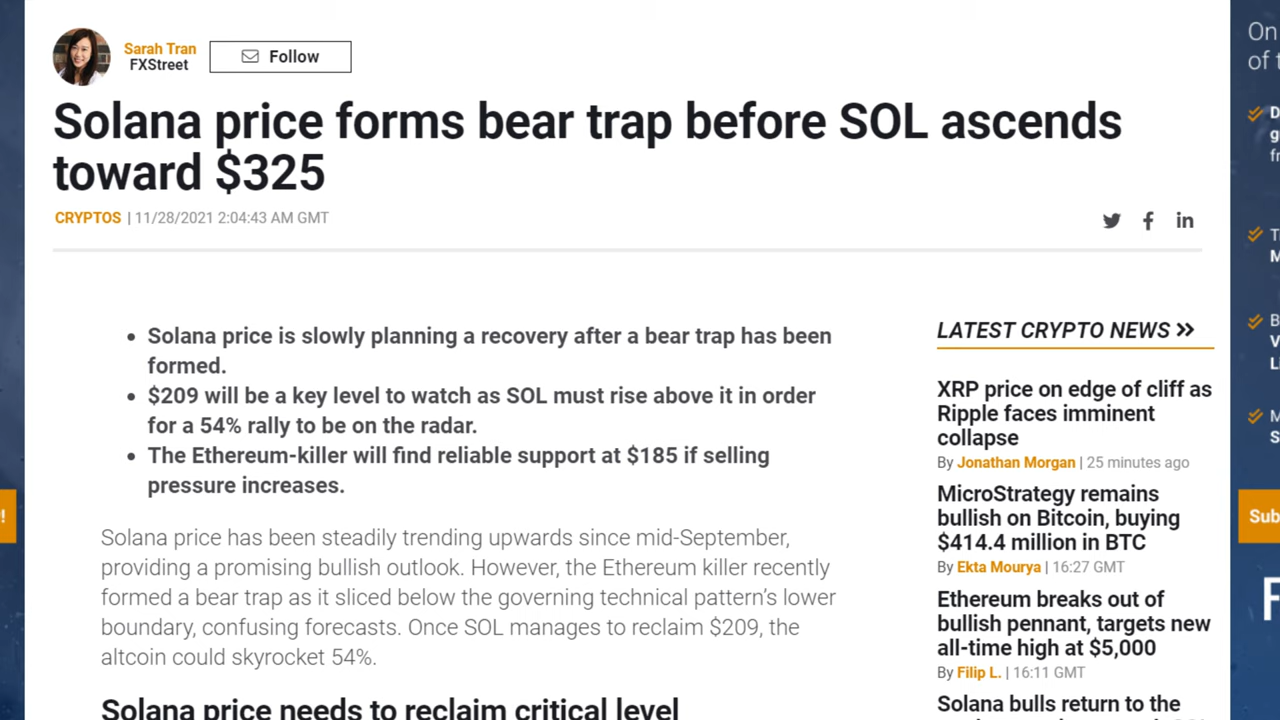 Sarah Tran
FXStreet
Follow
Solana price forms bear trap before SOL ascends
toward $325
CRYPTOS | 11/28/2021 2:04:43 AM GMT
• Solana price is slowly planning a recovery after a bear trap has been
formed.
• $209 will be a key level to watch as SOL must rise above it in order
for a 54% rally to be on the radar.
• The Ethereum-killer will find reliable support at $185 if selling
pressure increases.
Solana price has been steadily trending upwards since mid-September,
providing a promising bullish outlook. However, the Ethereum killer recently
formed a bear trap as it sliced below the governing technical pattern's lower
boundary, confusing forecasts. Once SOL manages to reclaim $209, the
altcoin could skyrocket 54%.
Solana price needs to reclaim critical level
LATEST CRYPTO NEWS
XRP price on edge of cliff as
Ripple faces imminent
collapse
By Jonathan Morgan | 25 minutes ago
MicroStrategy remains
bullish on Bitcoin, buying
$414.4 million in BTC
By Ekta Mourya | 16:27 GMT
Ethereum breaks out of
bullish pennant, targets new
all-time high at $5,000
By Filip L. | 16:11 GMT
Solana bulls return to the
On
of
Sub